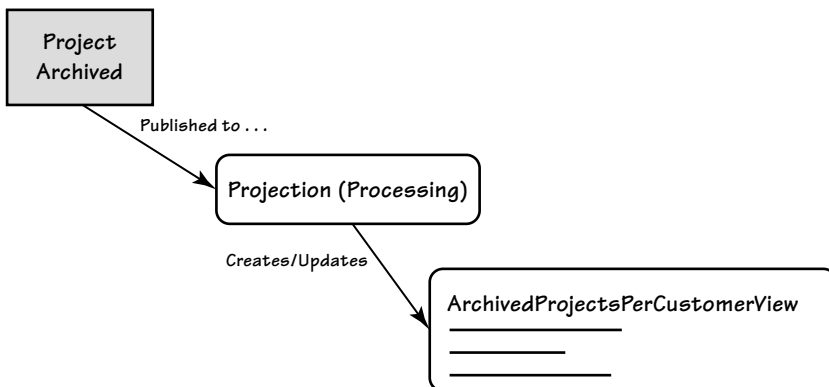 Project
Archived
Published to . . .
Projection (Processing)
Creates/Updates
ArchivedProjectsPerCustomerView